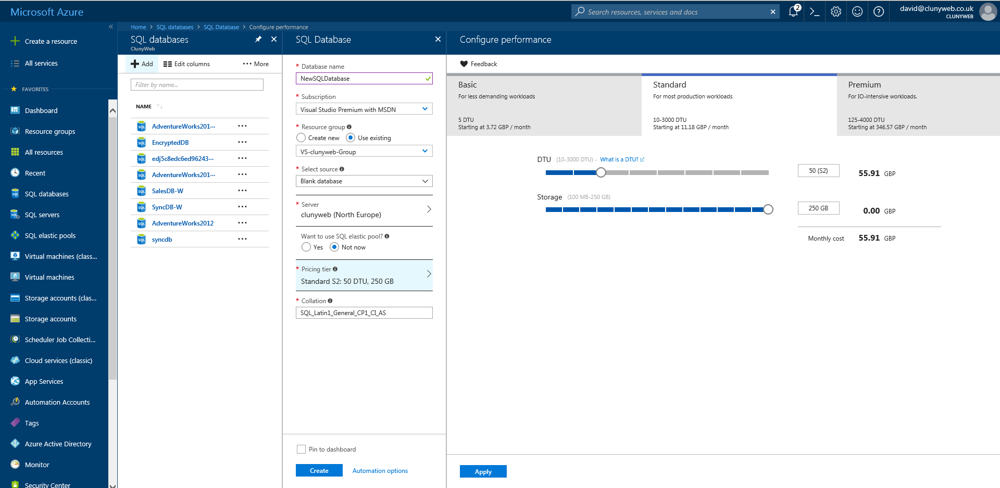 Microsoft Azure
Search resources, services and docs
2
david@clunyweb.co.uk
CLUNYWEB
Home > SQL databases > SQL Database > Configure performance
Create a resource
All services
FAVORITES
Dashboard
Resource groups
All resources
Recent
SQL databases
SQL servers
SQL elastic pools
Virtual machines (class...
Virtual machines
Storage accounts (clas...
Storage accounts
Scheduler Job Collecti...
Cloud services (classic)
App Services
Automation Accounts
Tags
Azure Active Directory
Monitor
Security Center
SQL databases
ClunyWeb
Add
Edit columns
More
Filter by name...
NAME
AdventureWorks201...
EncryptedDB
edj5c8edc6ed96243...
AdventureWorks201...
SalesDB-W
SyncDB-W
AdventureWorks2012
syncdb
SQL Database
* Database name
NewSQLDatabase
* Subscription
Visual Studio Premium with MSDN
* Resource group
Create new Use existing
VS-clunyweb-Group
* Select source
Blank database
* Server
clunyweb (North Europe)
Want to use SQL elastic pool?
Yes Not now
* Pricing tier
Standard S2: 50 DTU, 250 GB
* Collation
SQL_Latin1_General_CP1_CI_AS
Pin to dashboard
Create
Automation options
Configure performance
Feedback
Basic
For less demanding workloads
5 DTU
Starting at 3.72 GBP / month
Standard
For most production workloads
10-3000 DTU
Starting at 11.18 GBP / month
Premium
For IO-intensive workloads.
125-4000 DTU
Starting at 346.57 GBP / month
DTU (10-3000 DTU) - What is a DTU?
50 (S2)
55.91 GBP
Storage (100 MB-250 GB)
250 GB
0.00 GBP
Monthly cost 55.91 GBP
Apply